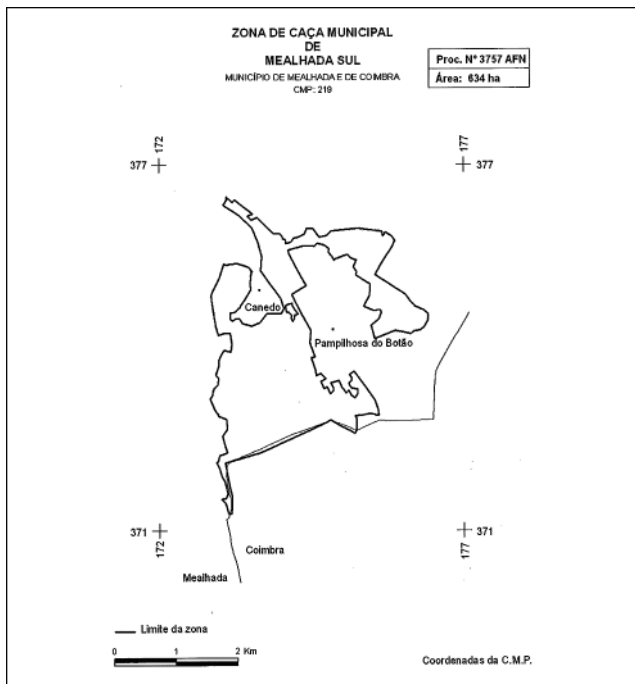 ZONA DE CAÇA MUNICIPAL
DE
MEALHADA SUL
MUNICÍPIO DE MEALHADA E DE COIMBRA
CMP: 219
Proc. Nº 3757 AFN
Área: 634 ha
172
377
177
377
Canedo
Pampilhosa do Botão
371
172
371
177
Coimbra
Mealhada
Limite da zona
0 1 2 Km
Coordenadas da C.M.P.